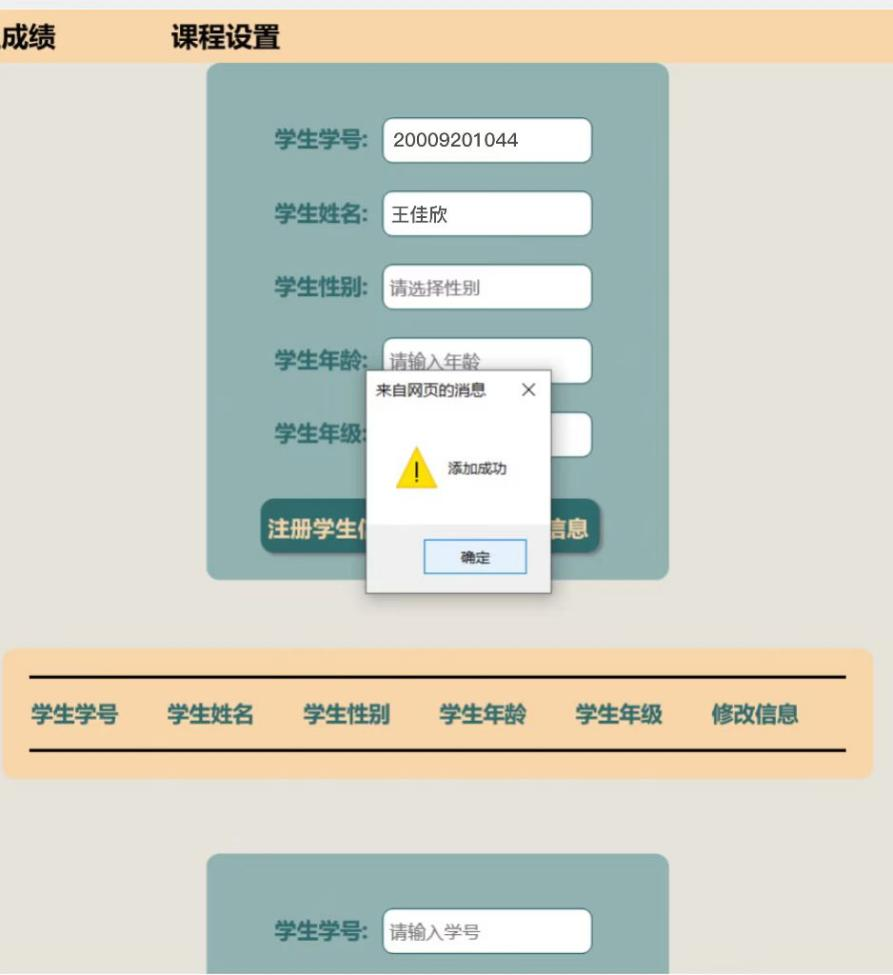 成绩 课程设置
学生学号: 20009201044
学生姓名: 王佳欣
学生性别: 请选择性别
学生年龄: 请输入年龄
来自网页的消息
学生年级:
添加成功
注册学生 信息
确定
学生学号 学生姓名 学生性别 学生年龄 学生年级 修改信息
学生学号: 请输入学号